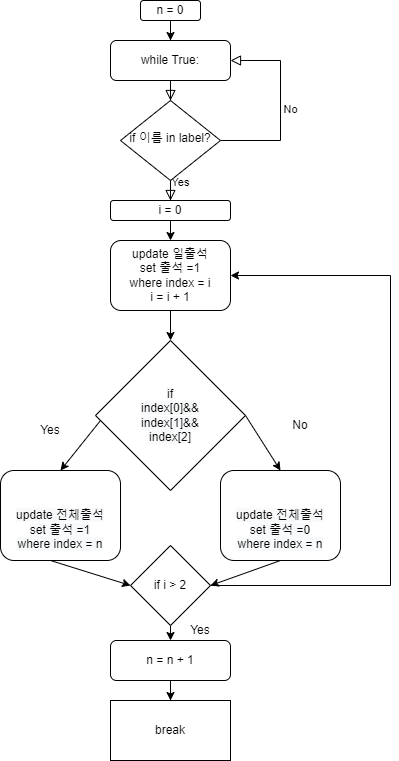 n = 0
while True:
No
if 이름 in label?
Yes
i = 0
update 일출석
set 출석 =1
where index = i
i = i + 1
if
index[0]&&
index[1]&&
index[2]
Yes
No
update 전체출석
set 출석 =1
where index = n
update 전체출석
set 출석 =0
where index = n
if i > 2
Yes
n = n + 1
break